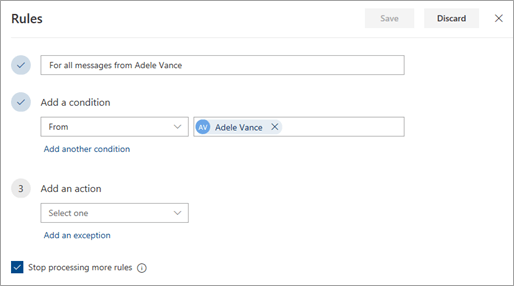 Rules
Save
Discard
For all messages from Adele Vance
Add a condition
From
AV Adele Vance
Add another condition
3 Add an action
Select one
Add an exception
Stop processing more rules